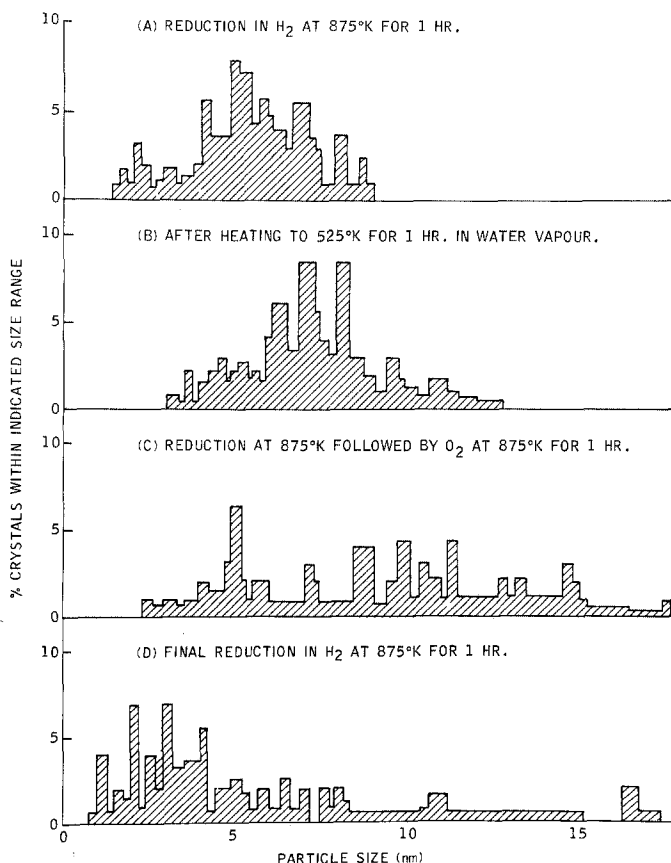 10
(A) REDUCTION IN H2 AT 875°K FOR 1 HR.
5
0
10
(B) AFTER HEATING TO 525°K FOR 1 HR. IN WATER VAPOUR.
5
0
% CRYSTALS WITHIN INDICATED SIZE RANGE
10
(C) REDUCTION AT 875°K FOLLOWED BY O2 AT 875°K FOR 1 HR.
5
0
10
(D) FINAL REDUCTION IN H2 AT 875°K FOR 1 HR.
5
0
0 5 10 15
PARTICLE SIZE (nm)